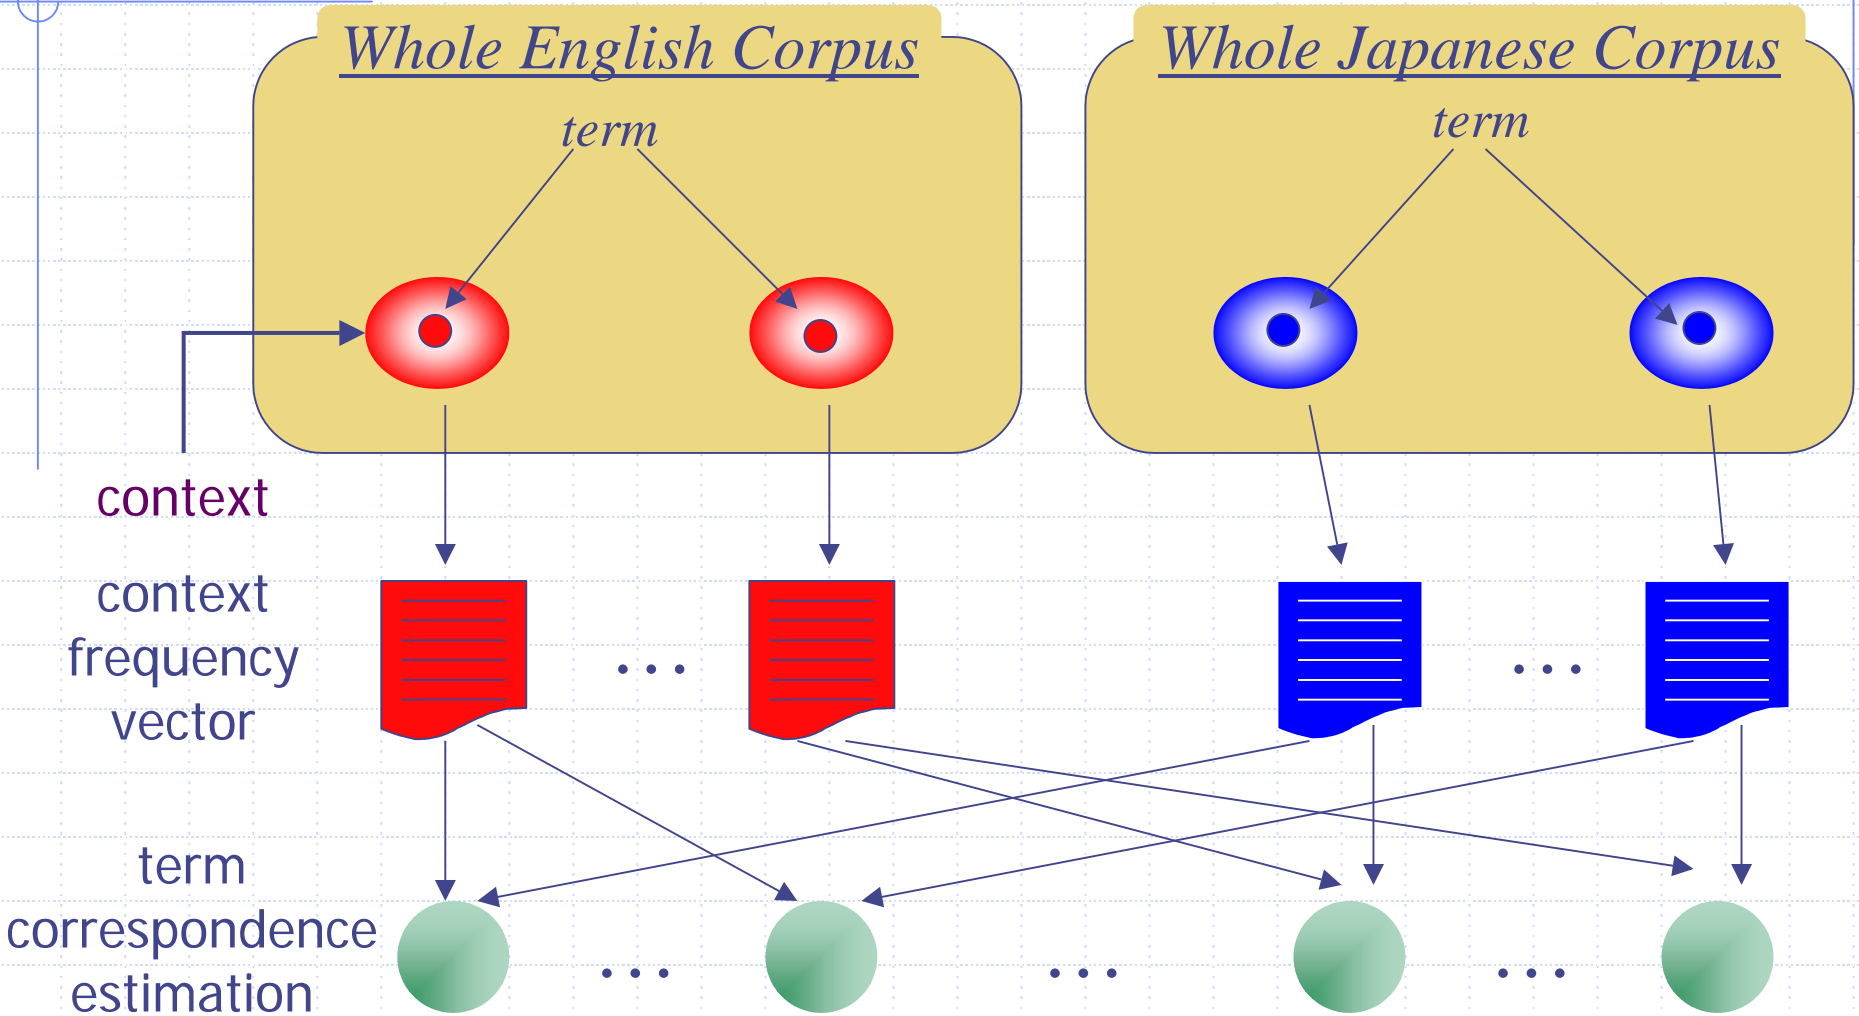 Whole English Corpus
Whole Japanese Corpus
term
term
context
context
frequency
vector
...
...
term
correspondence
estimation
...
...
...